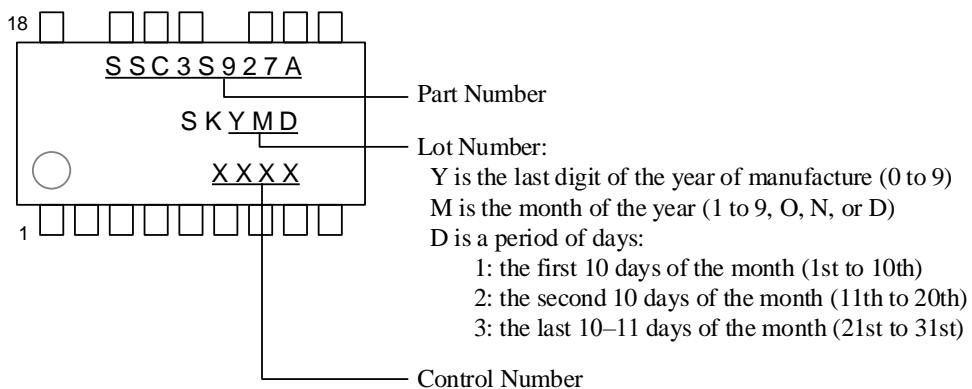 18
SSC3S927A
Part Number
SKYMD
Lot Number:
Y is the last digit of the year of manufacture (0 to 9)
XXXX
M is the month of the year (1 to 9, O, N, or D)
D is a period of days:
1
1: the first 10 days of the month (1st to 10th)
2: the second 10 days of the month (11th to 20th)
3: the last 10–11 days of the month (21st to 31st)
Control Number